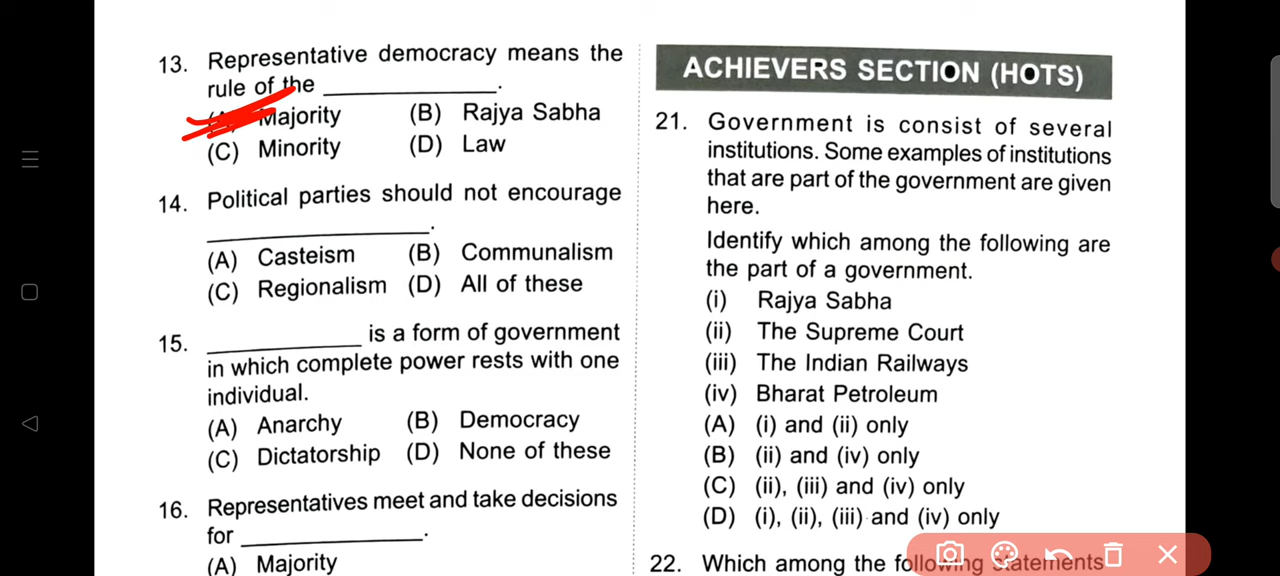 13. Representative democracy means the
rule of the ____________.
Majority (B) Rajya Sabha
(C) Minority (D) Law
14. Political parties should not encourage
____________.
(A) Casteism (B) Communalism
(C) Regionalism (D) All of these
15. ____________ is a form of government
in which complete power rests with one
individual.
(A) Anarchy (B) Democracy
(C) Dictatorship (D) None of these
16. Representatives meet and take decisions
for ____________.
(A) Majority
ACHIEVERS SECTION (HOTS)
21. Government is consist of several
institutions. Some examples of institutions
that are part of the government are given
here.
Identify which among the following are
the part of a government.
(i) Rajya Sabha
(ii) The Supreme Court
(iii) The Indian Railways
(iv) Bharat Petroleum
(A) (i) and (ii) only
(B) (ii) and (iv) only
(C) (ii), (iii) and (iv) only
(D) (i), (ii), (iii) and (iv) only
22. Which among the following statements